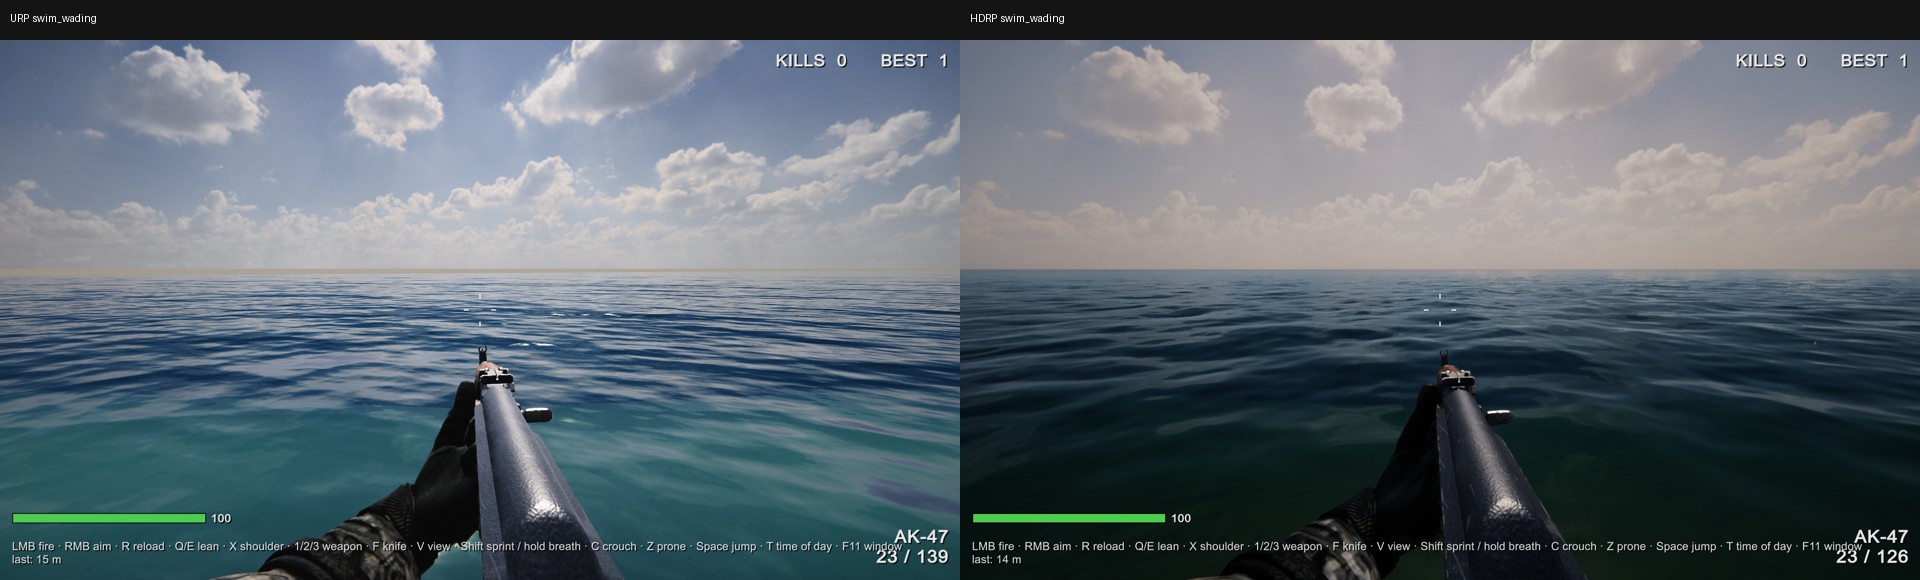 URP swim_wading
KILLS 0 BEST 1
100
LMB fire · RMB aim · R reload · Q/E lean · X shoulder · 1/2/3 weapon · F knife · V view · Shift sprint / hold breath · C crouch · Z prone · Space jump · T time of day · F11 window
last: 15 m
AK-47
23 / 139
HDRP swim_wading
KILLS 0 BEST 1
100
LMB fire · RMB aim · R reload · Q/E lean · X shoulder · 1/2/3 weapon · F knife · V view · Shift sprint / hold breath · C crouch · Z prone · Space jump · T time of day · F11 window
last: 14 m
AK-47
23 / 126